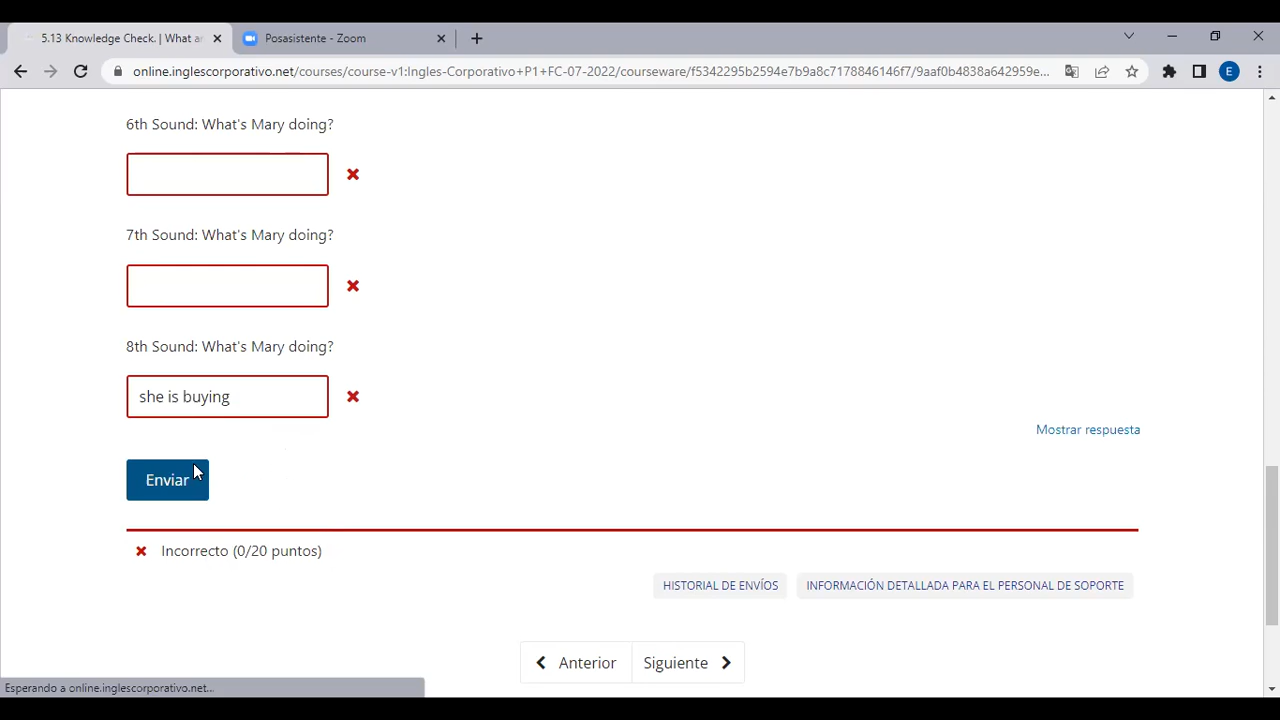 5.13 Knowledge Check. | What a
Posasistente - Zoom
online.inglescorporativo.net/courses/course-v1:Ingles-Corporativo+P1+FC-07-2022/courseware/f5342295b2594e7b9a8c7178846146f7/9aaf0b4838a642959e...
E
6th Sound: What's Mary doing?
7th Sound: What's Mary doing?
8th Sound: What's Mary doing?
she is buying
Mostrar respuesta
Enviar
Incorrecto (0/20 puntos)
HISTORIAL DE ENVÍOS
INFORMACIÓN DETALLADA PARA EL PERSONAL DE SOPORTE
Anterior
Siguiente
Esperando a online.inglescorporativo.net...